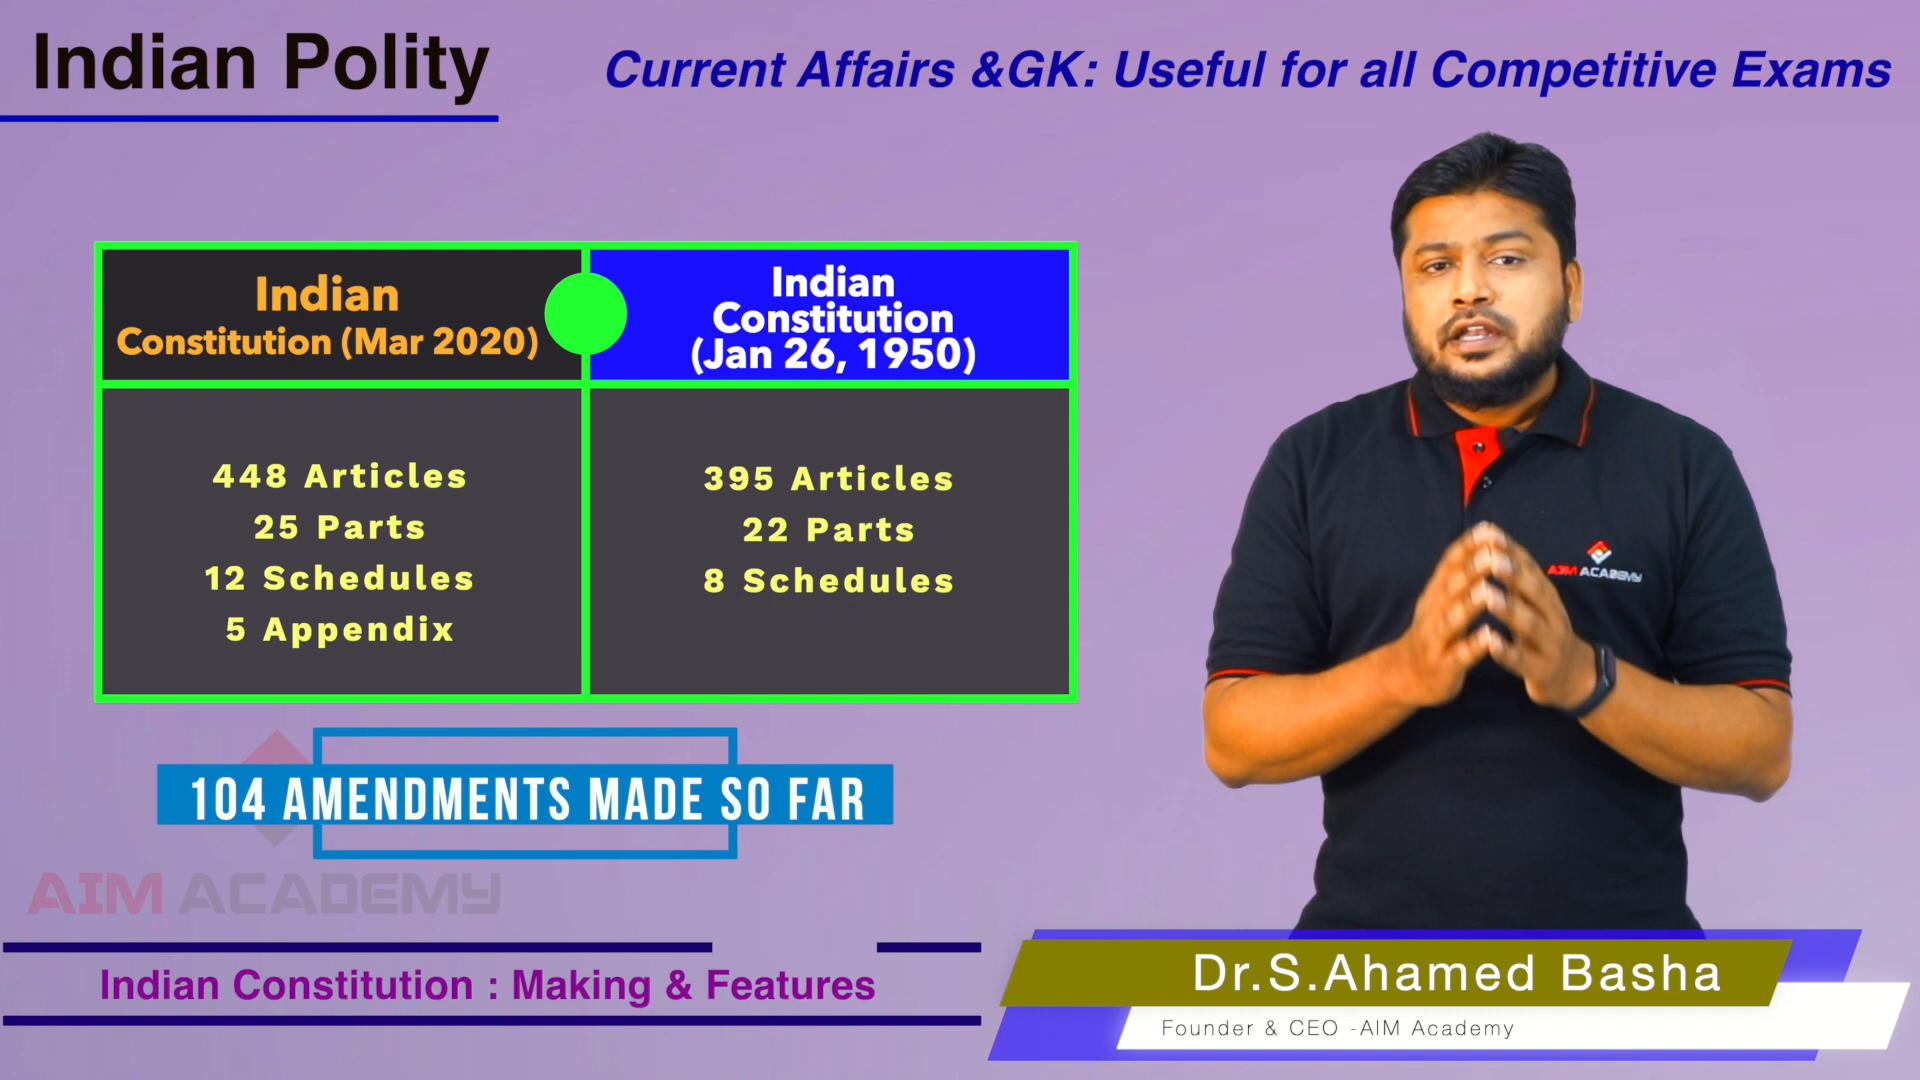 Indian Polity
Current Affairs &GK: Useful for all Competitive Exams
Indian
Constitution (Mar 2020)
Indian
Constitution
(Jan 26, 1950)
448 Articles
25 Parts
12 Schedules
5 Appendix
395 Articles
22 Parts
8 Schedules
104 AMENDMENTS MADE SO FAR
AIM ACADEMY
AIM ACADEMY
Indian Constitution : Making & Features
Dr.S.Ahamed Basha
Founder & CEO -AIM Academy